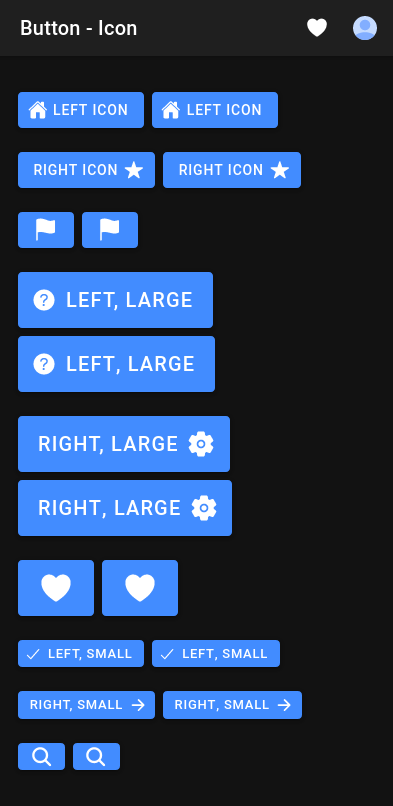 Button - Icon
LEFT ICON LEFT ICON
RIGHT ICON RIGHT ICON
LEFT, LARGE
LEFT, LARGE
RIGHT, LARGE
RIGHT, LARGE
LEFT, SMALL LEFT, SMALL
RIGHT, SMALL RIGHT, SMALL